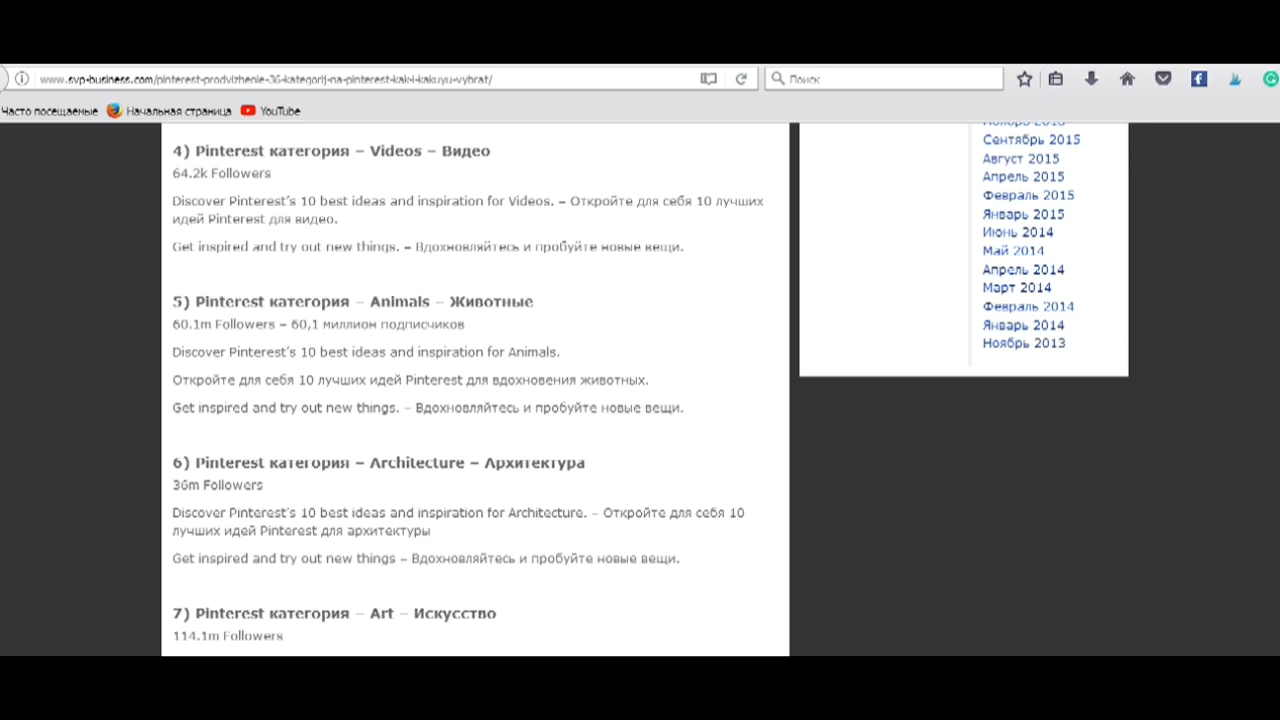 www.svp-business.com/pinterest-prodvizhenie-36-kategorij-na-pinterest-kak-i-kakuyu-vybrat/
Поиск
Часто посещаемые
Начальная страница
YouTube
4) Pinterest категория – Videos – Видео
64.2k Followers
Discover Pinterest's 10 best ideas and inspiration for Videos. – Откройте для себя 10 лучших
идей Pinterest для видео.
Get inspired and try out new things. – Вдохновляйтесь и пробуйте новые вещи.
5) Pinterest категория – Animals – Животные
60.1m Followers – 60,1 миллион подписчиков
Discover Pinterest's 10 best ideas and inspiration for Animals.
Откройте для себя 10 лучших идей Pinterest для вдохновения животных.
Get inspired and try out new things. – Вдохновляйтесь и пробуйте новые вещи.
6) Pinterest категория – Architecture – Архитектура
36m Followers
Discover Pinterest's 10 best ideas and inspiration for Architecture. – Откройте для себя 10
лучших идей Pinterest для архитектуры
Get inspired and try out new things – Вдохновляйтесь и пробуйте новые вещи.
7) Pinterest категория – Art – Искусство
114.1m Followers
Сентябрь 2015
Август 2015
Апрель 2015
Февраль 2015
Январь 2015
Июнь 2014
Май 2014
Апрель 2014
Март 2014
Февраль 2014
Январь 2014
Ноябрь 2013